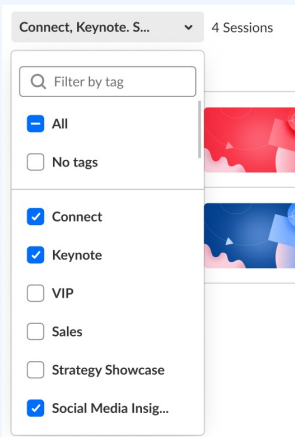 Connect, Keynote. S... 4 Sessions
Filter by tag
All
No tags
Connect
Keynote
VIP
Sales
Strategy Showcase
Social Media Insig...